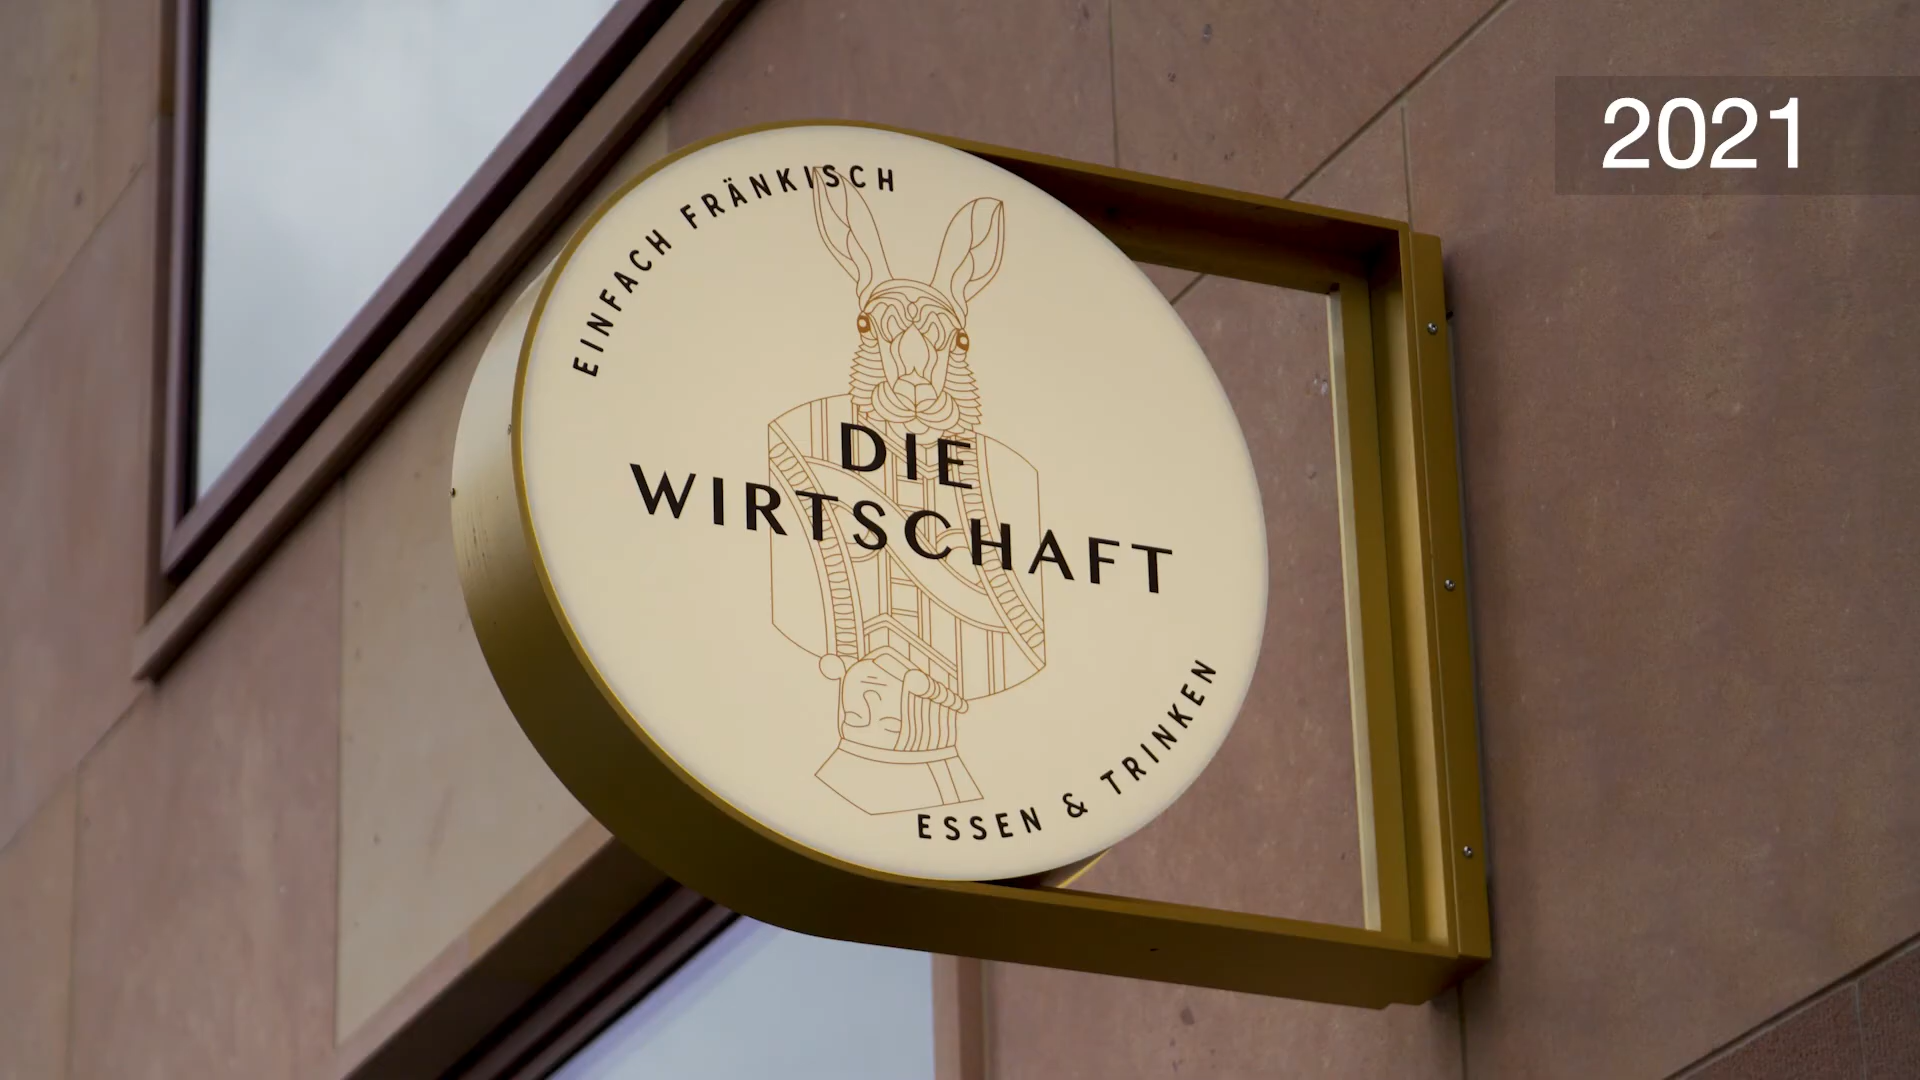 2021
EINFACH FRÄNKISCH
DIE
WIRTSCHAFT
ESSEN & TRINKEN